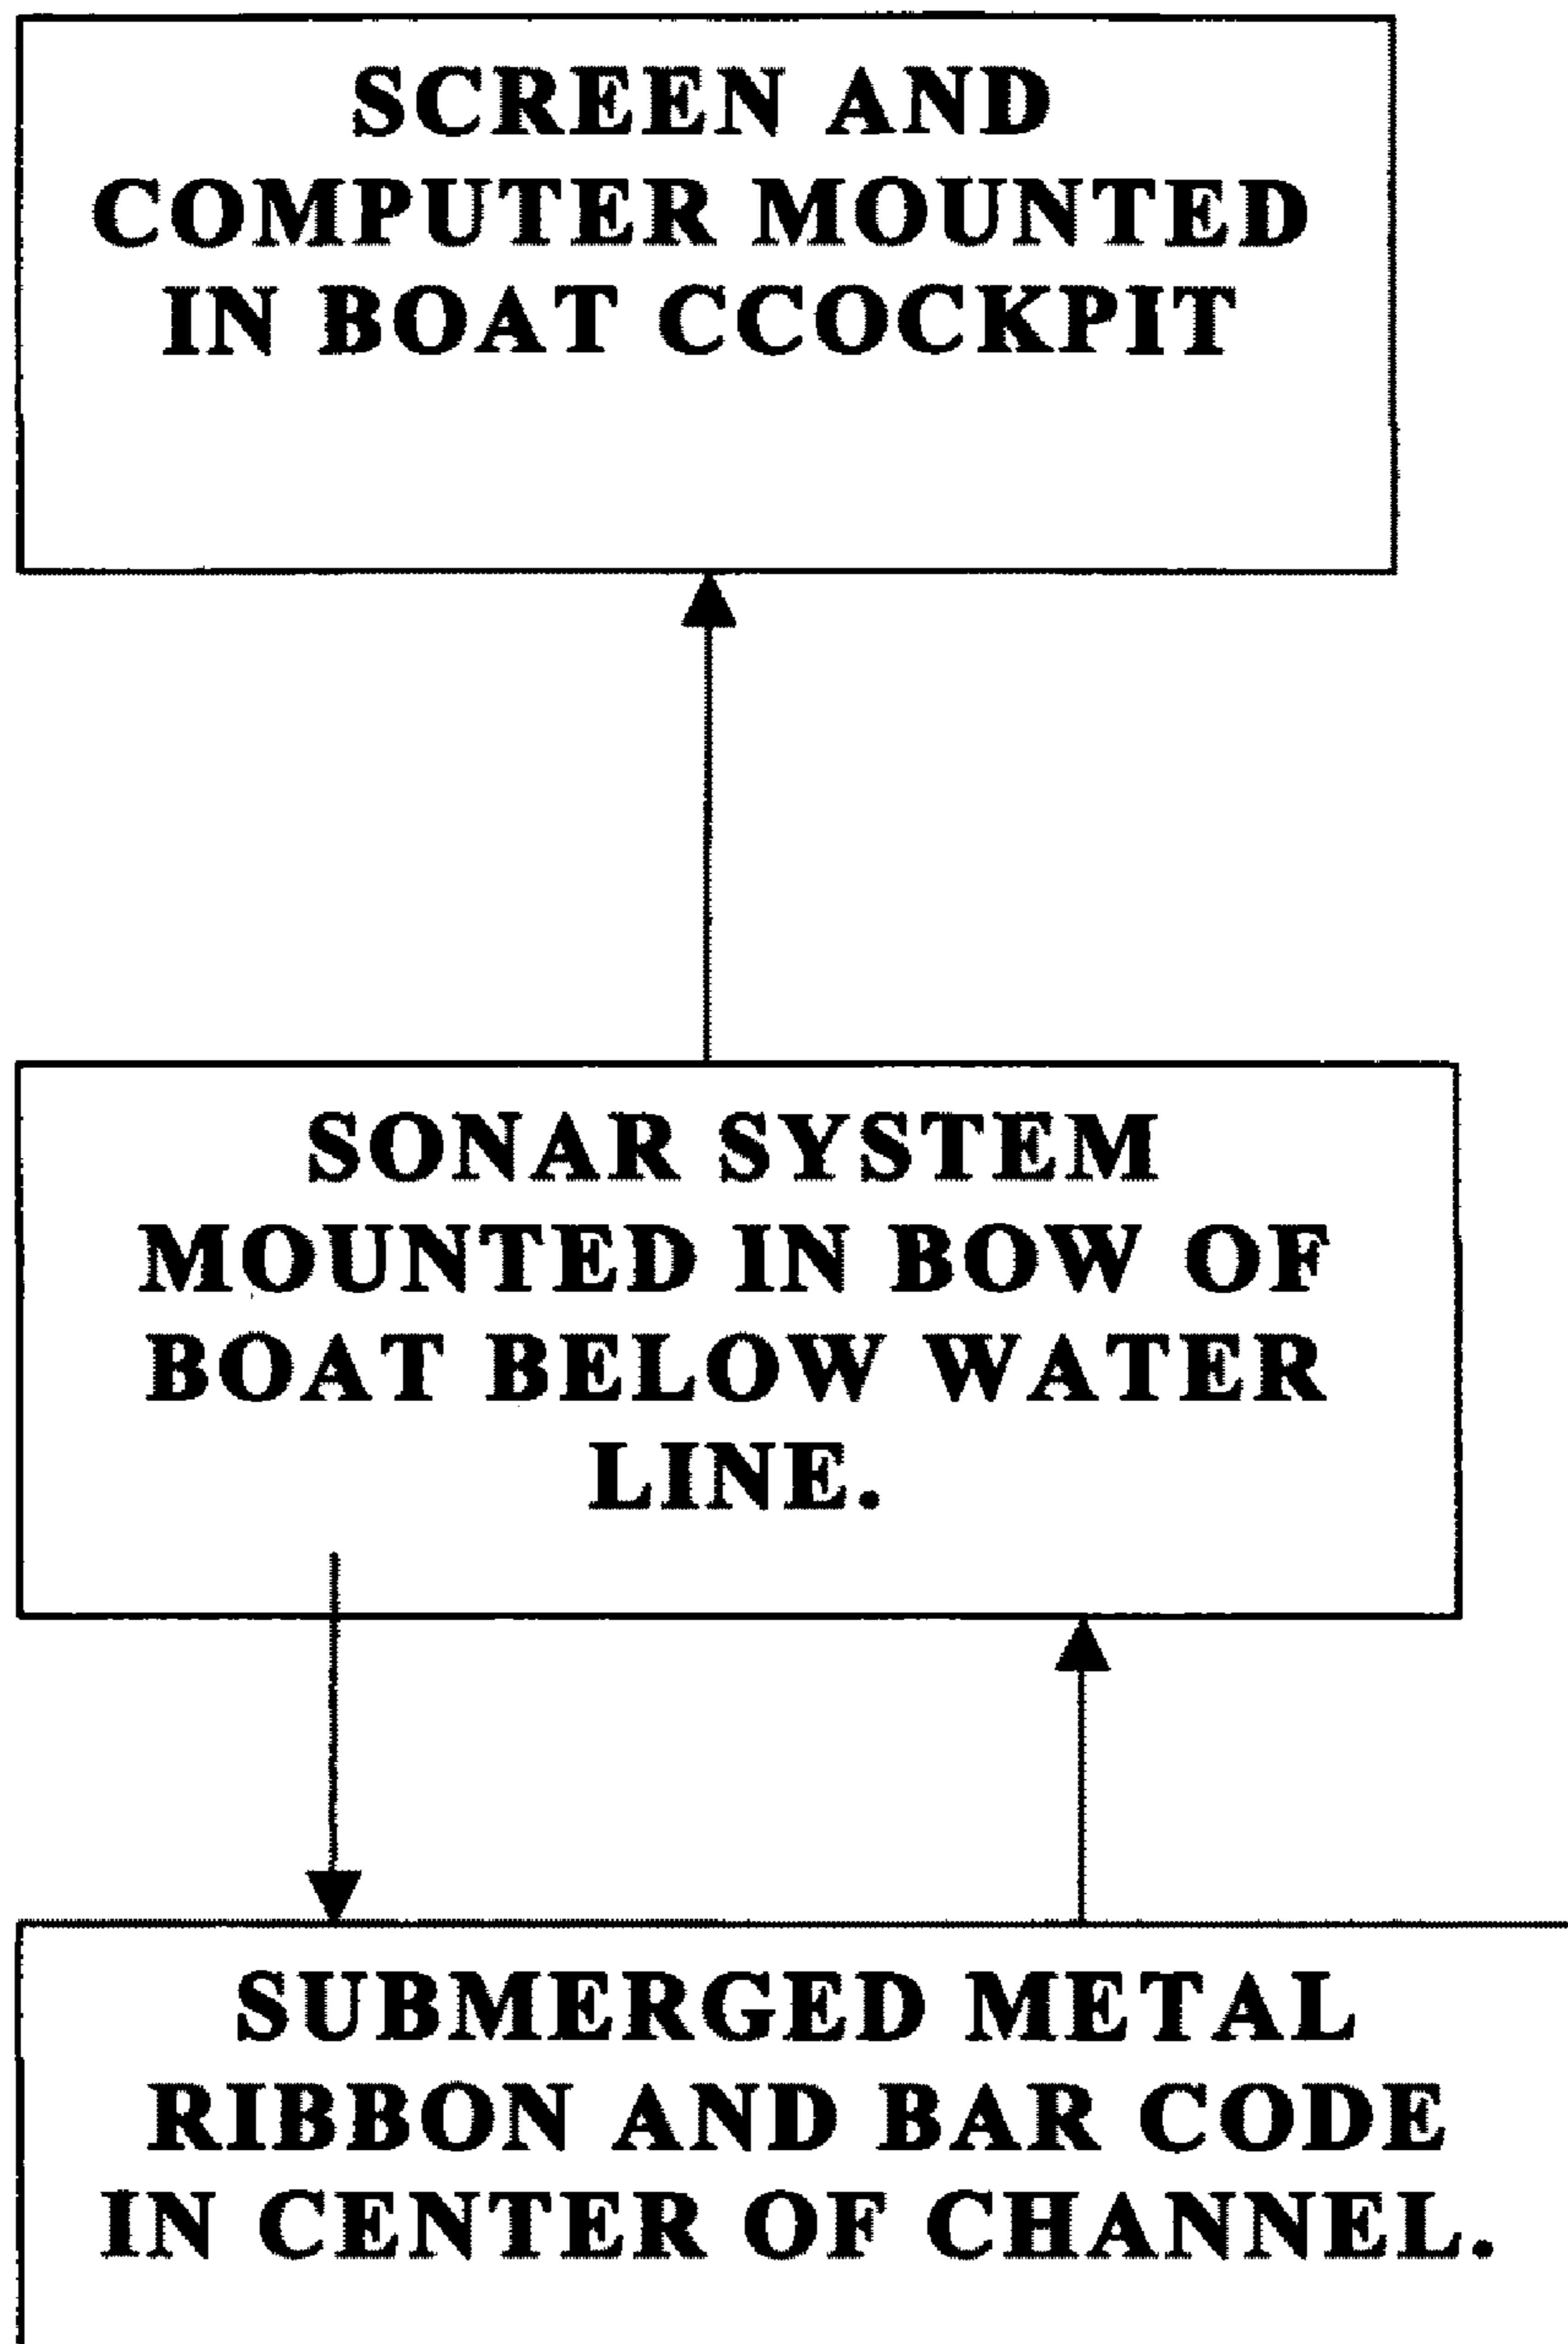 SCREEN AND
COMPUTER MOUNTED
IN BOAT CCOCKPIT
SONAR SYSTEM
MOUNTED IN BOW OF
BOAT BELOW WATER
LINE.
SUBMERGED METAL
RIBBON AND BAR CODE
IN CENTER OF CHANNEL.